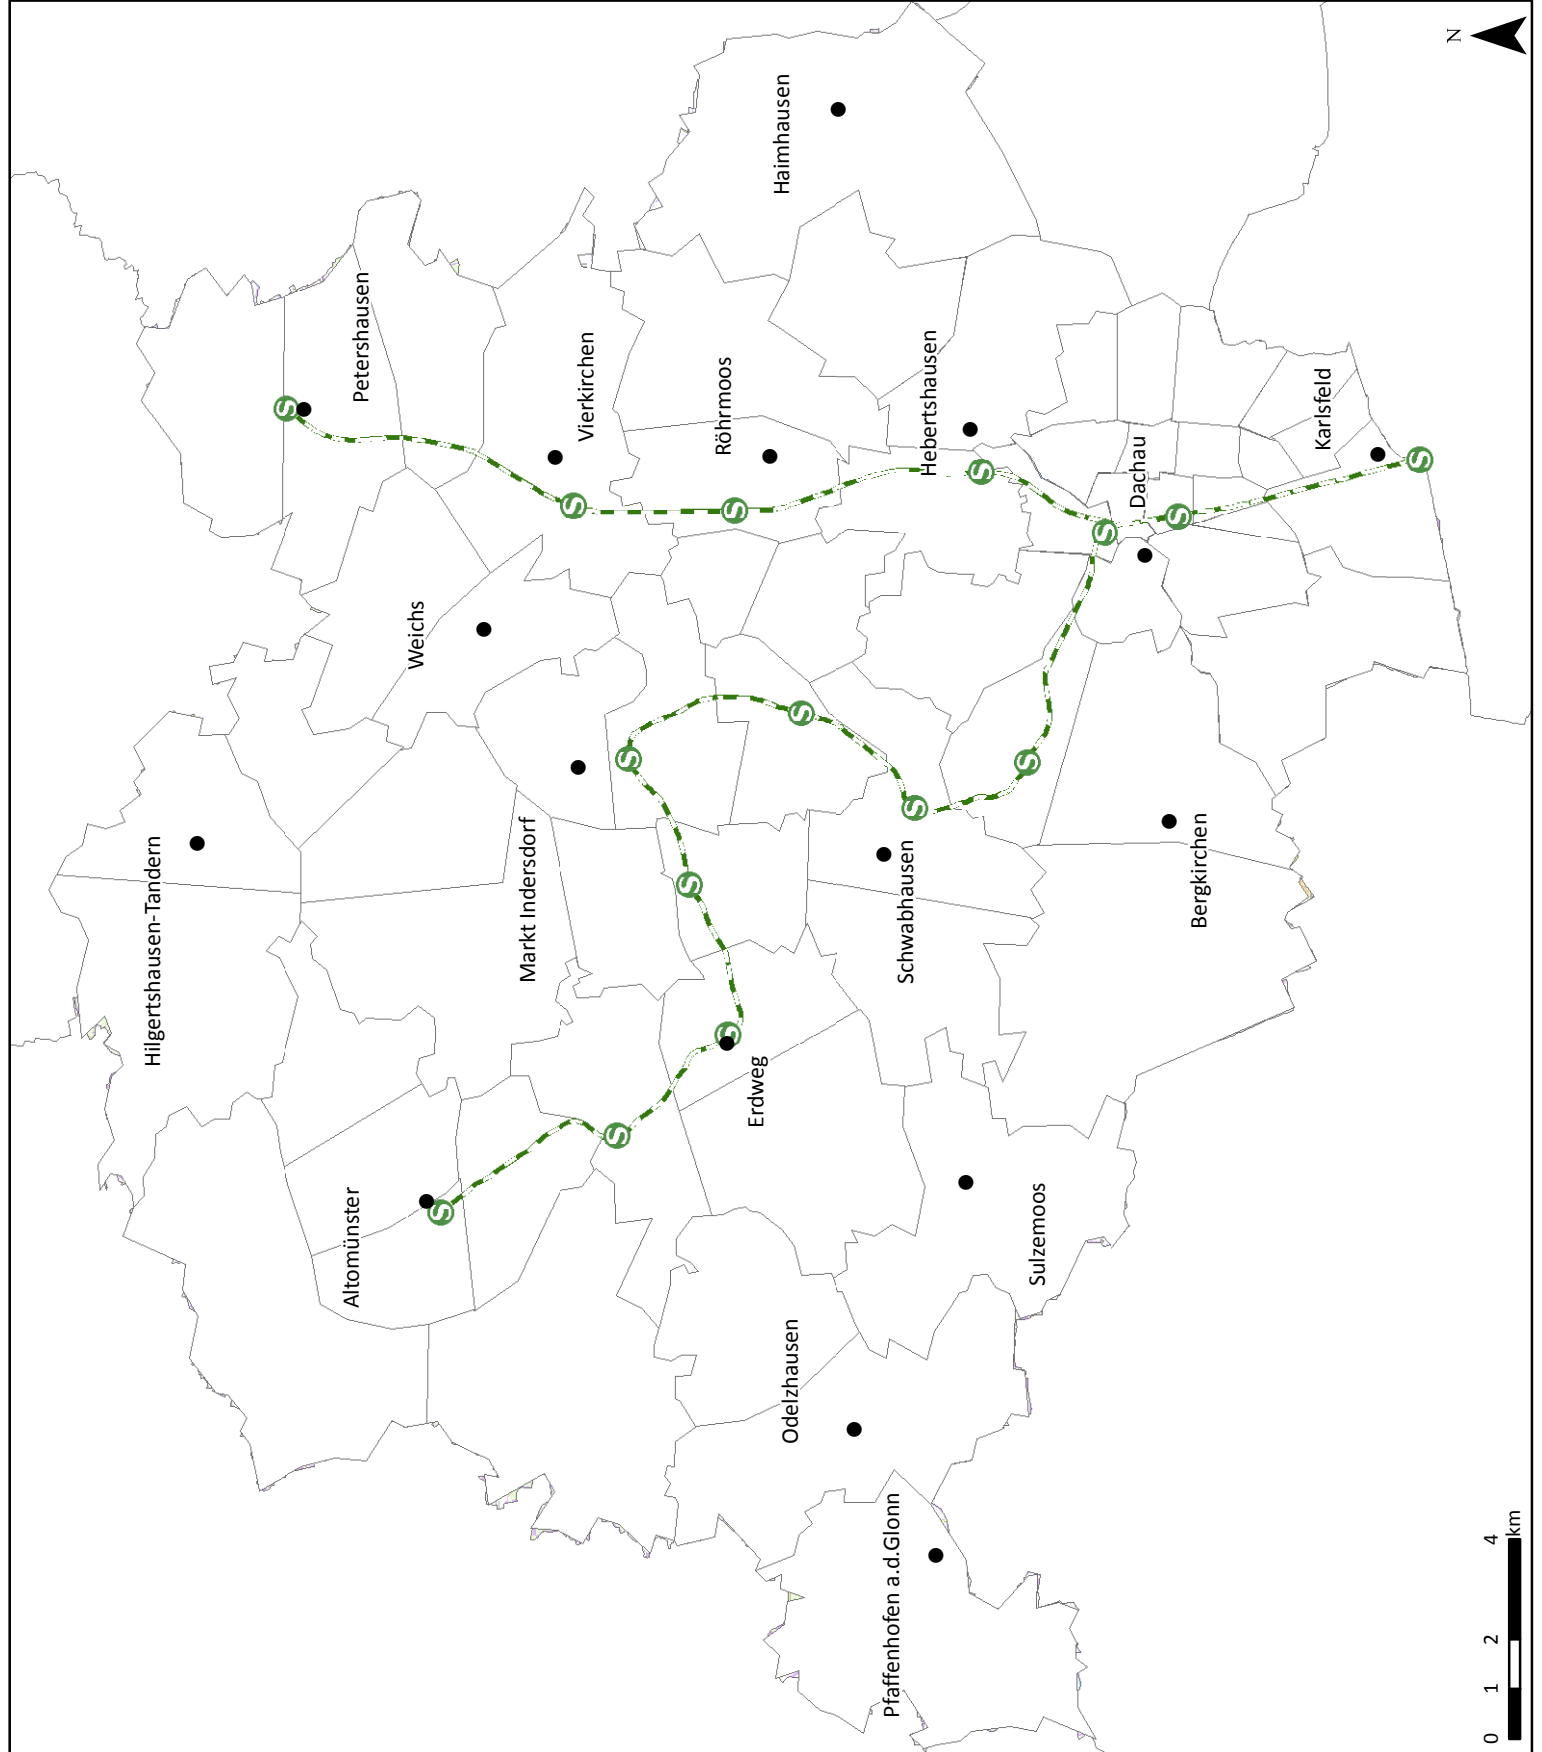 N
Hilgertshausen-Tandern
Petershausen
Altomünster
Weichs
Markt Indersdorf
Vierkirchen
Röhrmoos
Haimhausen
Erdweg
Odelzhausen
Pfaffenhofen a.d.Glonn
Schwabhausen
Hebertshausen
Sulzemoos
Dachau
Bergkirchen
Karlsfeld
S
S
S
S
S
S
S
S
S
S
S
S
S
S
0 1 2 4
km